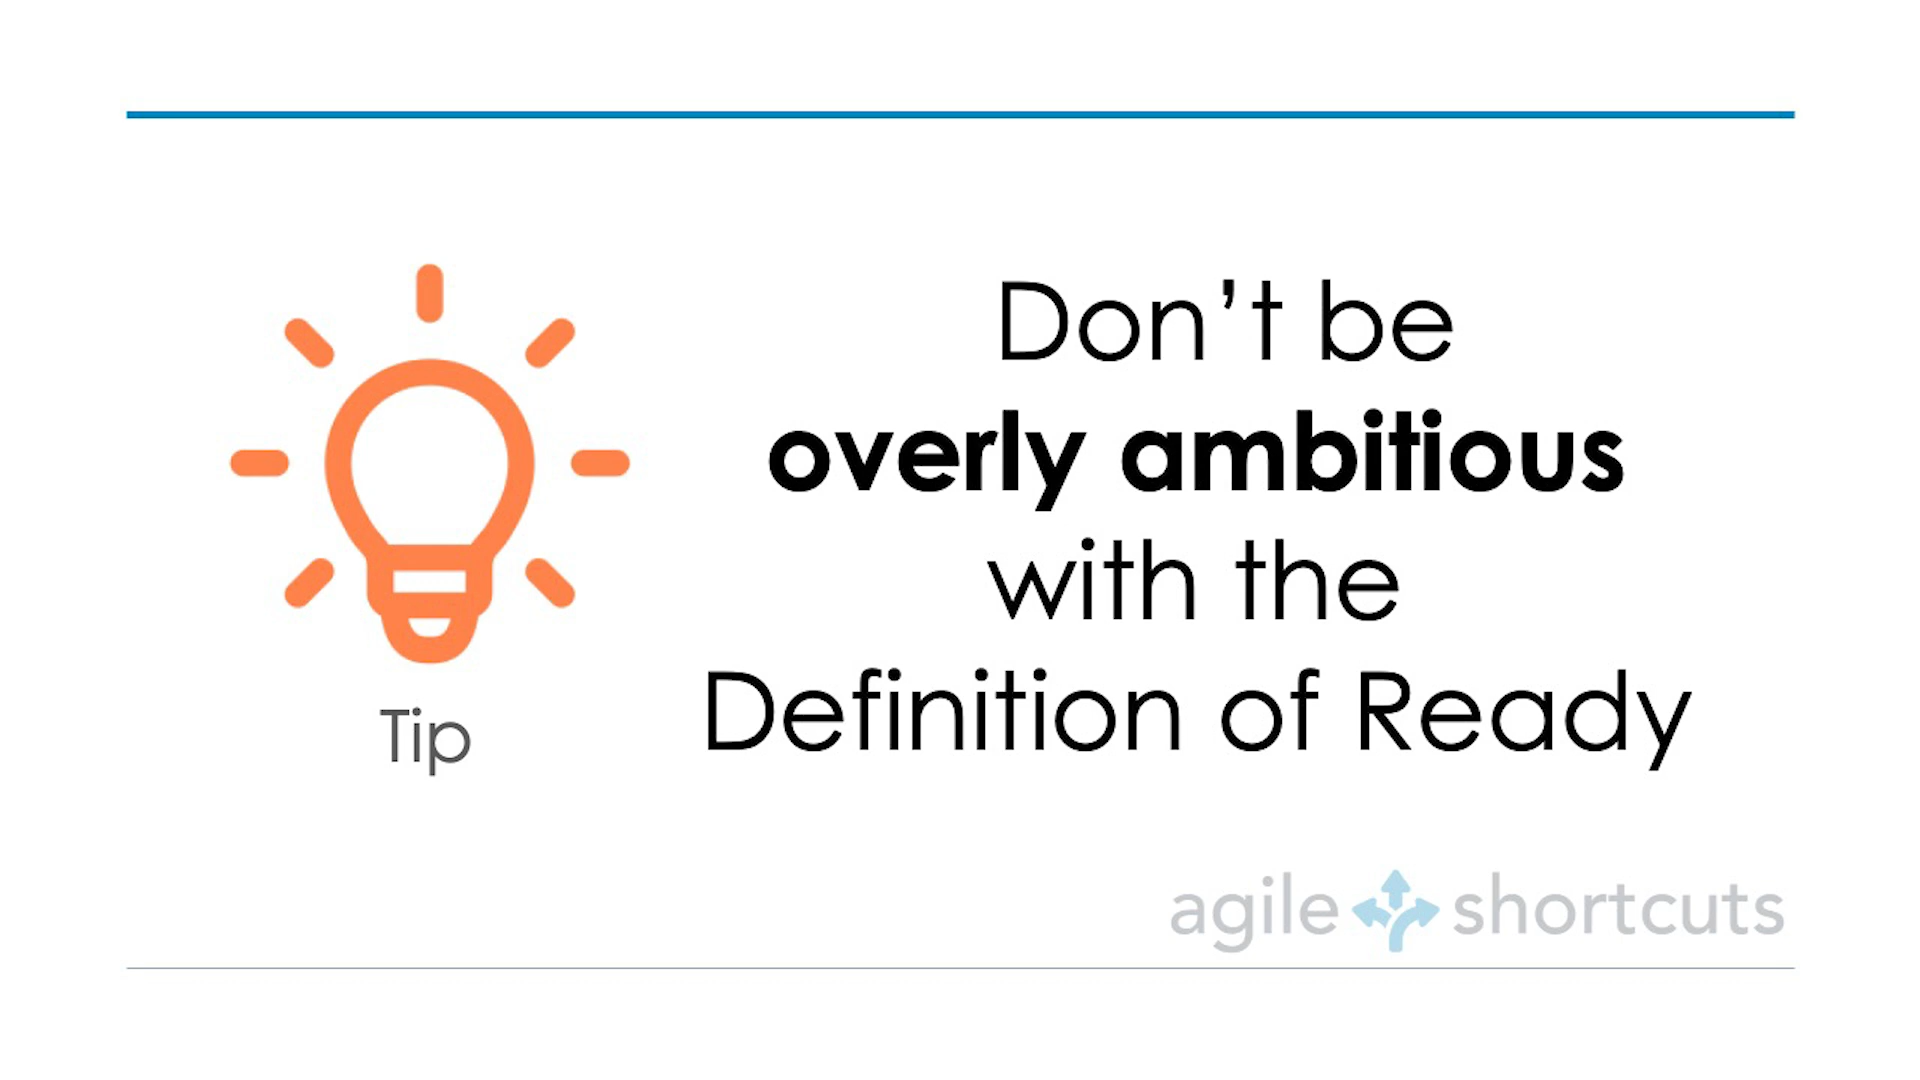 Don’t be
overly ambitious
with the
Definition of Ready
Tip
agile shortcuts